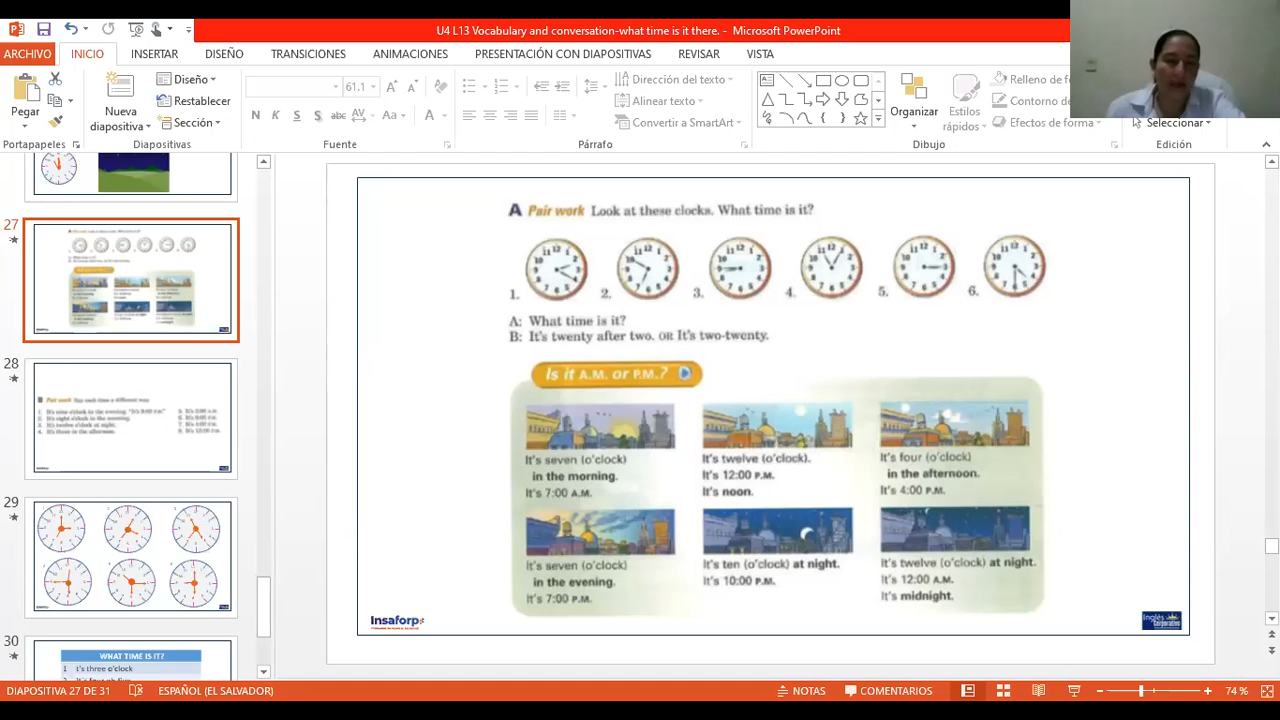 U4 L13 Vocabulary and conversation-what time is it there. - Microsoft PowerPoint
ARCHIVO INICIO INSERTAR DISEÑO TRANSICIONES ANIMACIONES PRESENTACIÓN CON DIAPOSITIVAS REVISAR VISTA
Pegar
Nueva
diapositiva
Diseño
Restablecer
Sección
61.1
N K S S abc AV Aa A
Dirección del texto
Alinear texto
Convertir a SmartArt
Organizar
Estilos
rápidos
Relleno de
Contorno d
Efectos de forma
Seleccionar
Portapapeles Diapositivas Fuente Párrafo Dibujo Edición
27
28
29
30
WHAT TIME IS IT?
1 t's three o'clock
A Pair work Look at these clocks. What time is it?
1. 2. 3. 4. 5. 6.
A: What time is it?
B: It's twenty after two. OR It's two-twenty.
Is it A.M. or P.M.?
It's seven (o'clock)
in the morning.
It's 7:00 A.M.
It's twelve (o'clock).
It's 12:00 P.M.
It's noon.
It's four (o'clock)
in the afternoon.
It's 4:00 P.M.
It's seven (o'clock)
in the evening.
It's 7:00 P.M.
It's ten (o'clock) at night.
It's 10:00 P.M.
It's twelve (o'clock) at night.
It's 12:00 A.M.
It's midnight.
Insaforp
Inglés
Corporativo
DIAPOSITIVA 27 DE 31 ESPAÑOL (EL SALVADOR) NOTAS COMENTARIOS 74 %